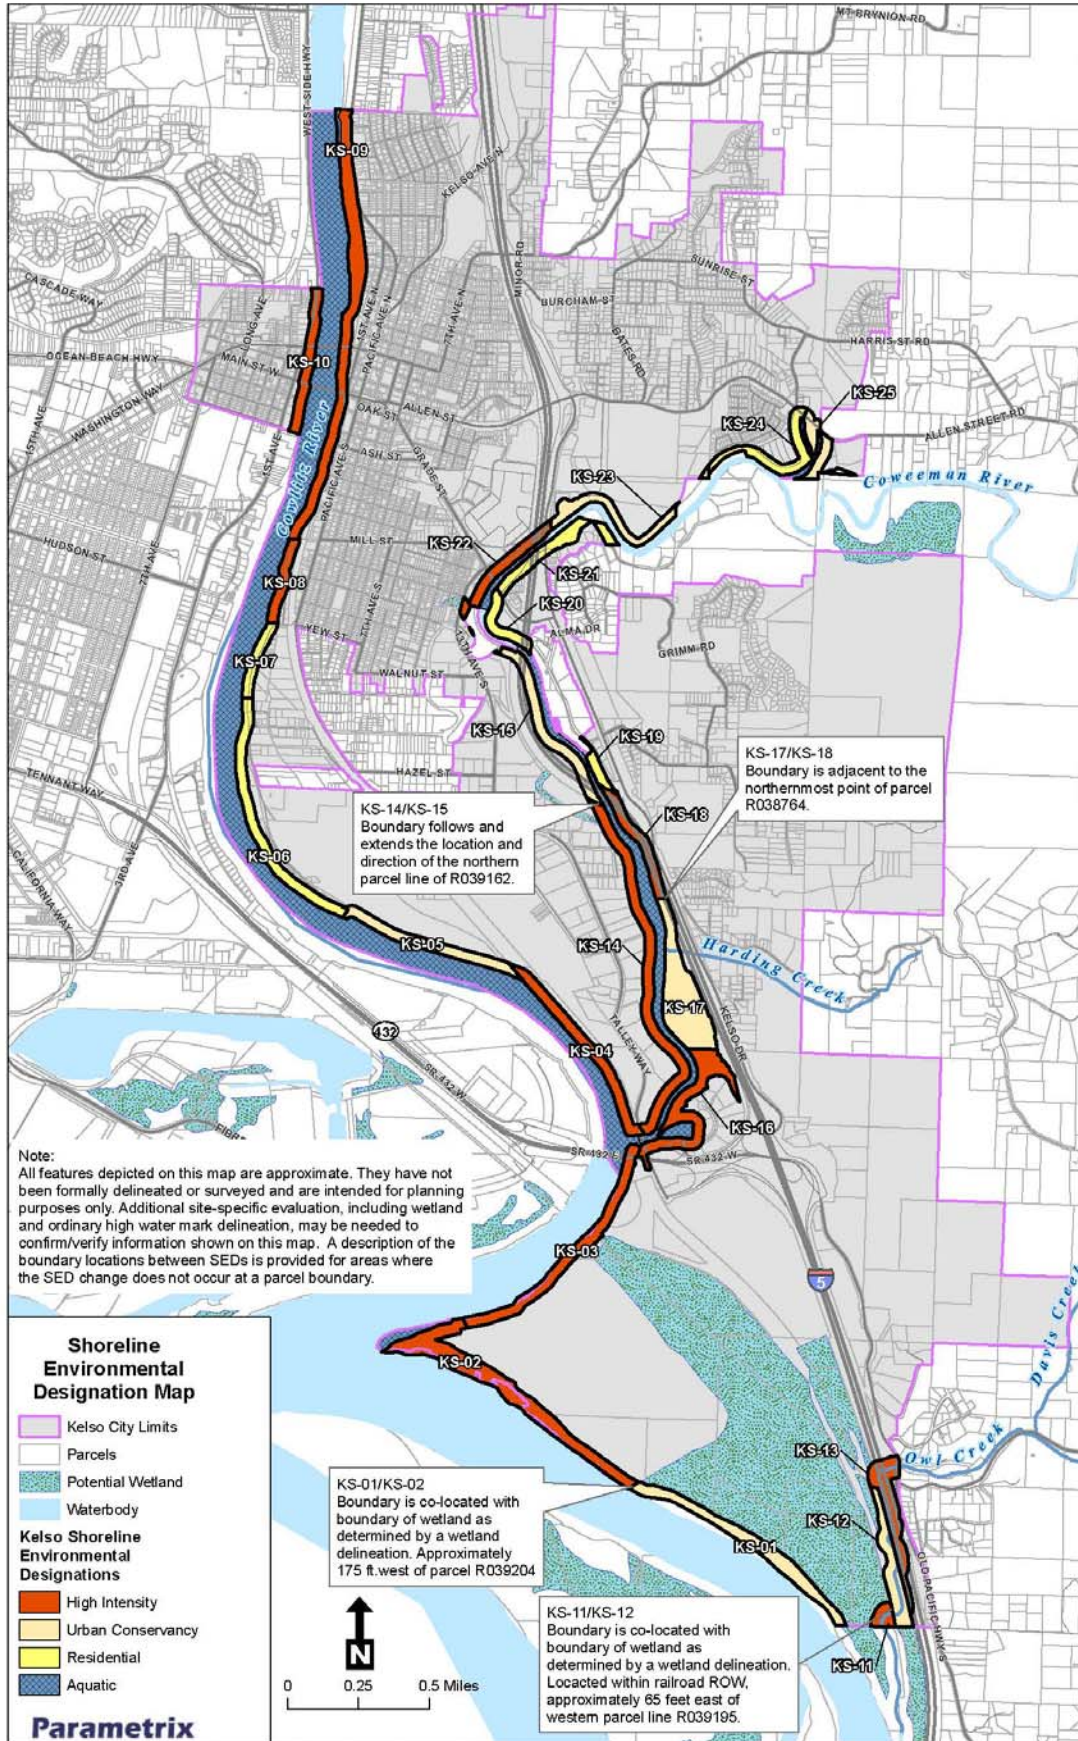 MT BRYNION RD
WEST-SIDE-HWY
KS-09
KELSO-AVE-N
MINOR-RD
SUNRISE-ST
CASCADE-WAY
LONG-AVE
BURCHAM-ST
1ST-AVE-N
PACIFIC-AVE-N
7TH-AVE-N
BATES-RD
HARRIS ST RD
OCEAN-BEACH-HWY
MAIN-ST-W
KS-10
WASHINGTON-WAY
15TH-AVE
OAK-ST
ALLEN-ST
KS-25
KS-24
ALLEN-STREET-RD
1ST-AVE
Cowlitz River
PACIFIC-AVE-S
ASH-ST
GRADE-ST
KS-23
Coweeman River
HUDSON-ST
7TH-AVE
MILL-ST
KS-22
KS-21
KS-08
KS-20
7TH-AVE-S
YEW-ST
13TH-AVE-S
ALMA-DR
GRIMM-RD
KS-07
WALNUT-ST
KS-15
KS-19
TENNANT-WAY
HAZEL-ST
KS-17/KS-18
Boundary is adjacent to the
northernmost point of parcel
R038764.
KS-14/KS-15
Boundary follows and
extends the location and
direction of the northern
parcel line of R039162.
KS-18
CALIFORNIA-WAY
3RD-AVE
KS-06
KS-05
KS-14
Harding Creek
KS-17
432
KS-04
TALLEY-WAY
KELSO-DR
SR-432-W
KS-16
SR-432-E
SR-432-W
Note:
All features depicted on this map are approximate. They have not
been formally delineated or surveyed and are intended for planning
purposes only. Additional site-specific evaluation, including wetland
and ordinary high water mark delineation, may be needed to
confirm/verify information shown on this map. A description of the
boundary locations between SEDs is provided for areas where
the SED change does not occur at a parcel boundary.
KS-03
5
Davis Creek
KS-02
Shoreline
Environmental
Designation Map
Kelso City Limits
Parcels
Potential Wetland
Waterbody
Kelso Shoreline
Environmental
Designations
High Intensity
Urban Conservancy
Residential
Aquatic
Parametrix
KS-13
Owl Creek
KS-01/KS-02
Boundary is co-located with
boundary of wetland as
determined by a wetland
delineation. Approximately
175 ft.west of parcel R039204
KS-12
KS-01
OLD-PACIFIC-HWY-S
N
0 0.25 0.5 Miles
KS-11/KS-12
Boundary is co-located with
boundary of wetland as
determined by a wetland delineation.
Locacted within railroad ROW,
approximately 65 feet east of
western parcel line R039195.
KS-11